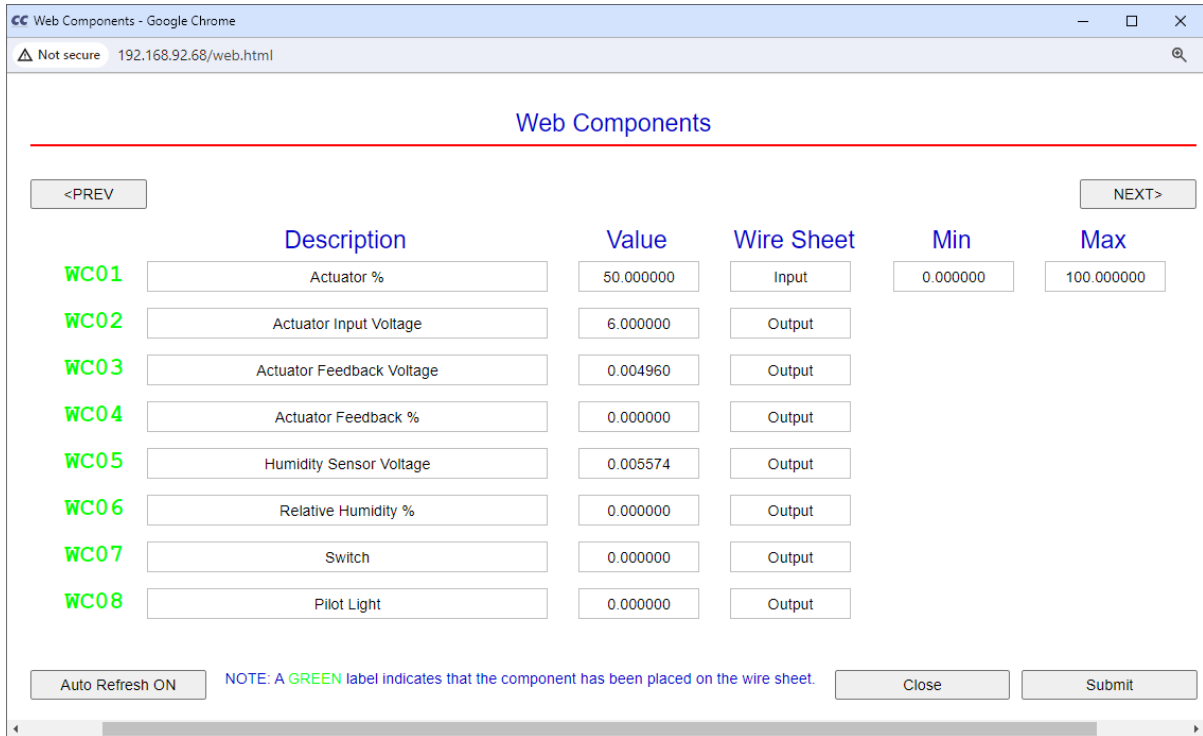 CC Web Components - Google Chrome
Not secure 192.168.92.68/web.html
Web Components
<PREV NEXT>
Description Value Wire Sheet Min Max
WC01 Actuator % 50.000000 Input 0.000000 100.000000
WC02 Actuator Input Voltage 6.000000 Output
WC03 Actuator Feedback Voltage 0.004960 Output
WC04 Actuator Feedback % 0.000000 Output
WC05 Humidity Sensor Voltage 0.005574 Output
WC06 Relative Humidity % 0.000000 Output
WC07 Switch 0.000000 Output
WC08 Pilot Light 0.000000 Output
Auto Refresh ON NOTE: A GREEN label indicates that the component has been placed on the wire sheet. Close Submit